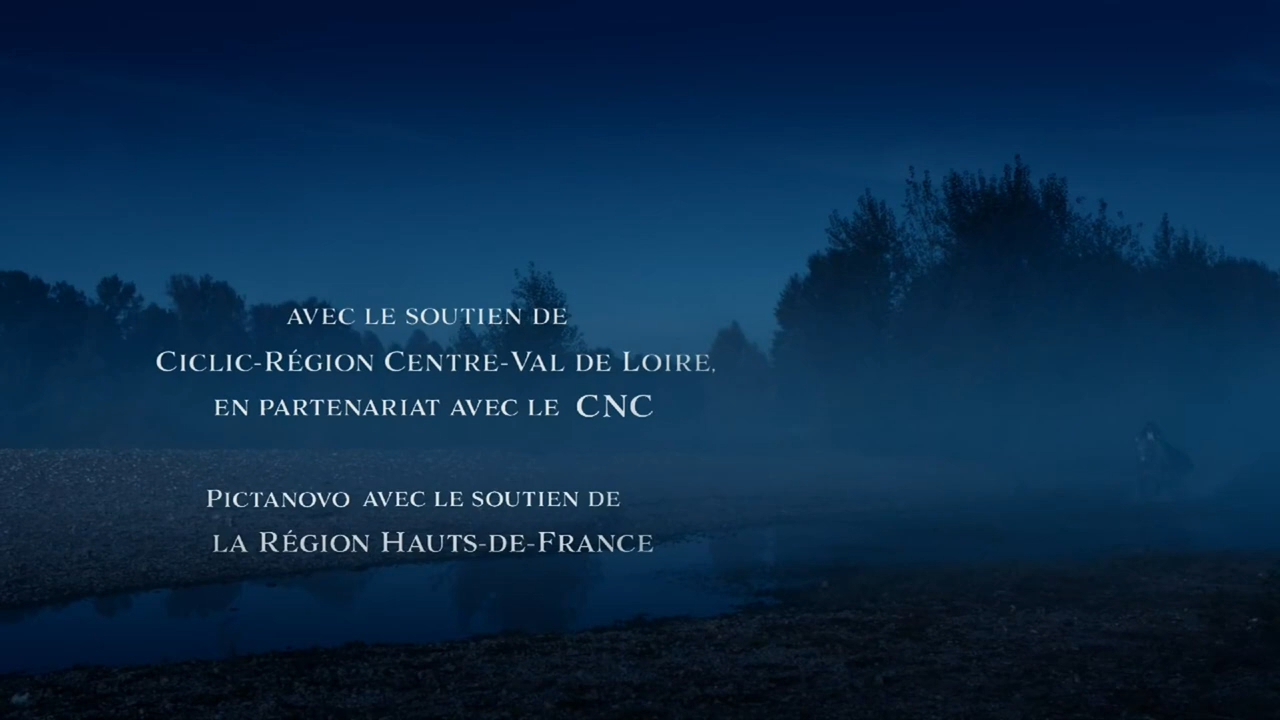 AVEC LE SOUTIEN DE
CICLIC-RÉGION CENTRE-VAL DE LOIRE,
EN PARTENARIAT AVEC LE CNC
PICTANOVO AVEC LE SOUTIEN DE
LA RÉGION HAUTS-DE-FRANCE